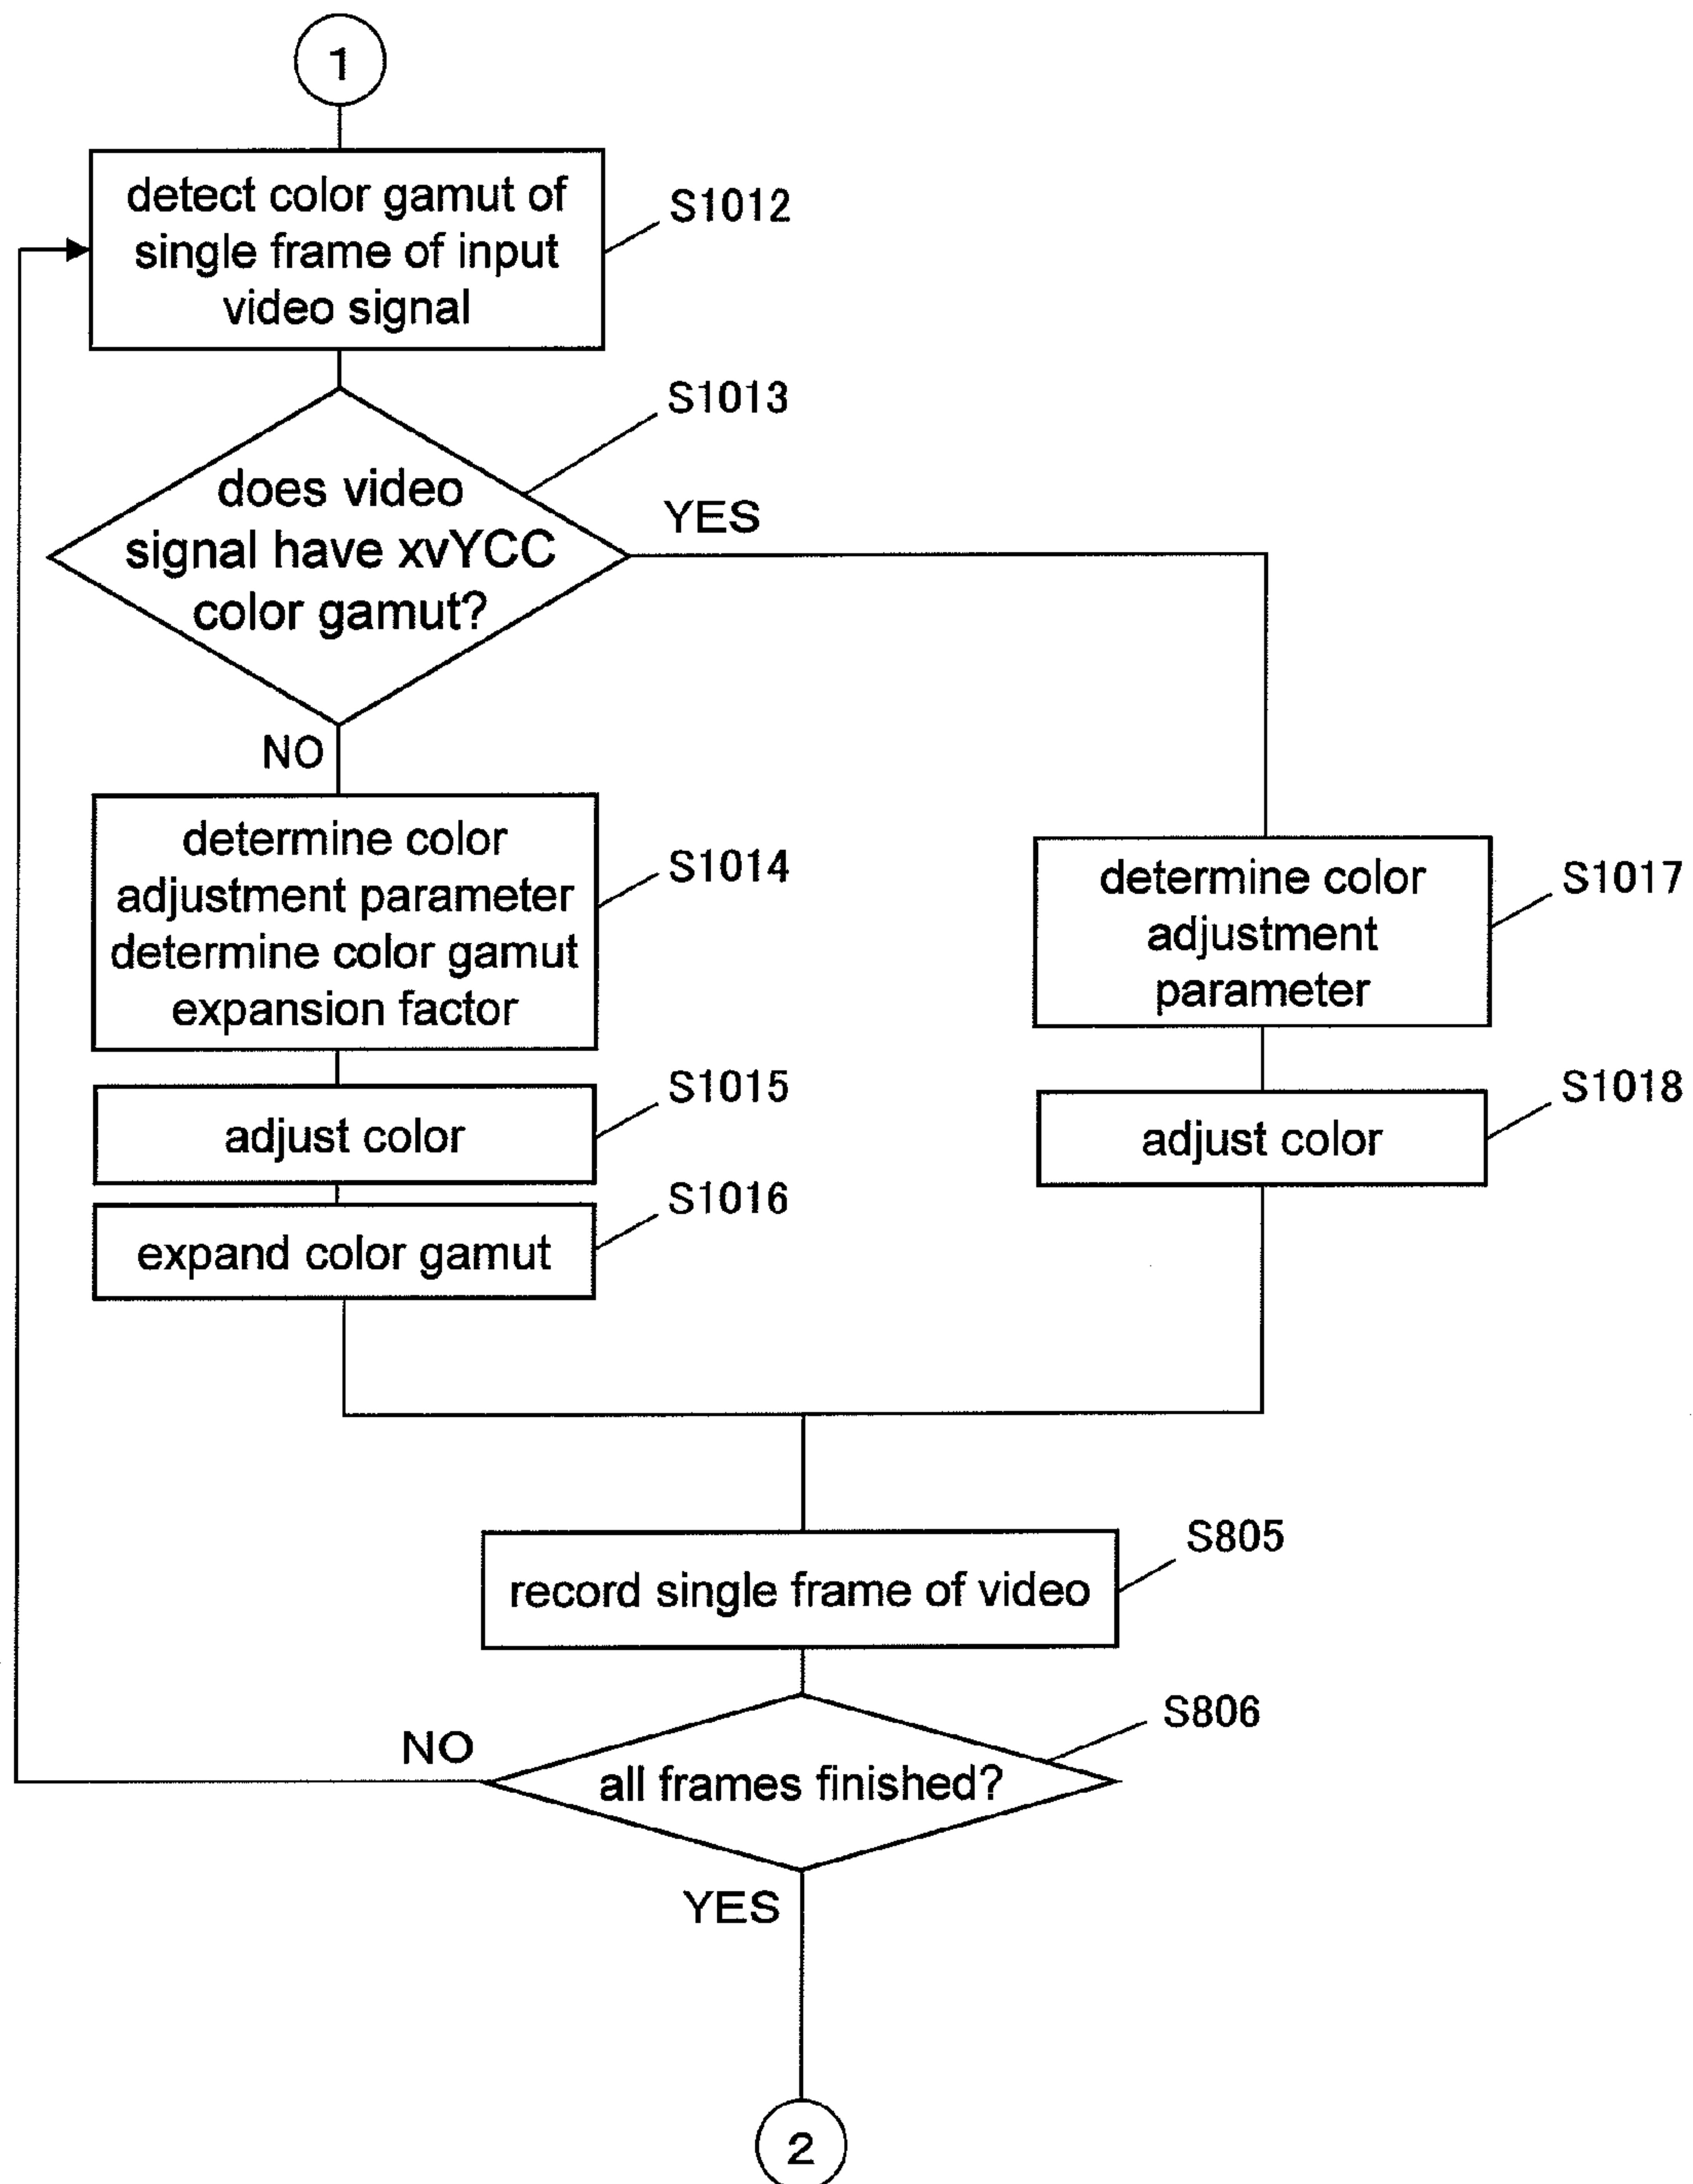 1
detect color gamut of
single frame of input
video signal
S1012
S1013
does video
signal have xvYCC
color gamut?
YES
NO
determine color
adjustment parameter
determine color gamut
expansion factor
S1014
determine color
adjustment
parameter
S1017
adjust color
S1015
adjust color
S1018
expand color gamut
S1016
record single frame of video
S805
all frames finished?
S806
NO
YES
2